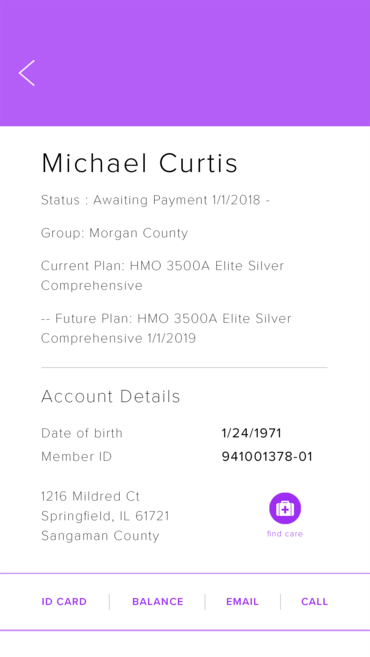 Michael Curtis
Status : Awaiting Payment 1/1/2018 -
Group: Morgan County
Current Plan: HMO 3500A Elite Silver
Comprehensive
-- Future Plan: HMO 3500A Elite Silver
Comprehensive 1/1/2019
Account Details
Date of birth 1/24/1971
Member ID 941001378-01
1216 Mildred Ct
Springfield, IL 61721
Sangaman County
find care
ID CARD BALANCE EMAIL CALL